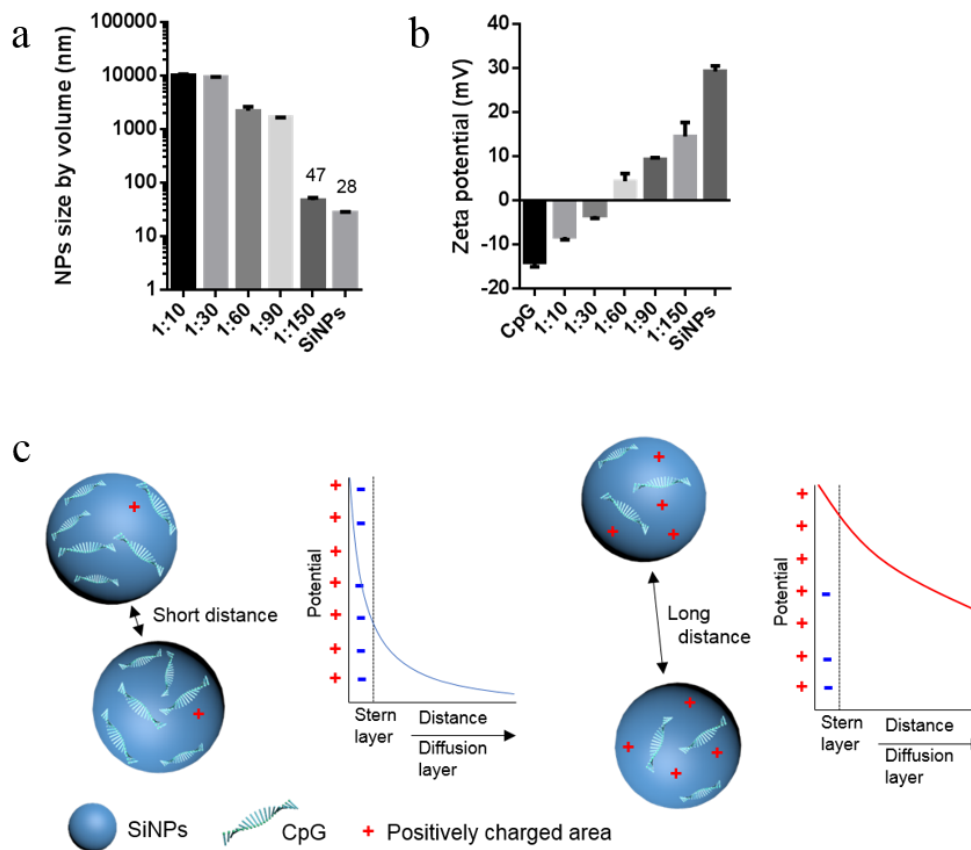 a
NPs size by volume (nm)
100000
10000
1000
100
10
1
47
28
1:10
1:30
1:60
1:90
1:150
SiNPs
b
Zeta potential (mV)
40
30
20
10
0
-10
-20
CpG
1:10
1:30
1:60
1:90
1:150
SiNPs
c
Short distance
Potential
+
+
+
+
+
+
+
-
-
-
-
-
-
Stern
layer
Distance
Diffusion
layer
Long
distance
Potential
+
+
+
+
+
+
+
-
-
-
Stern
layer
Distance
Diffusion
layer
SiNPs
CpG
+ Positively charged area